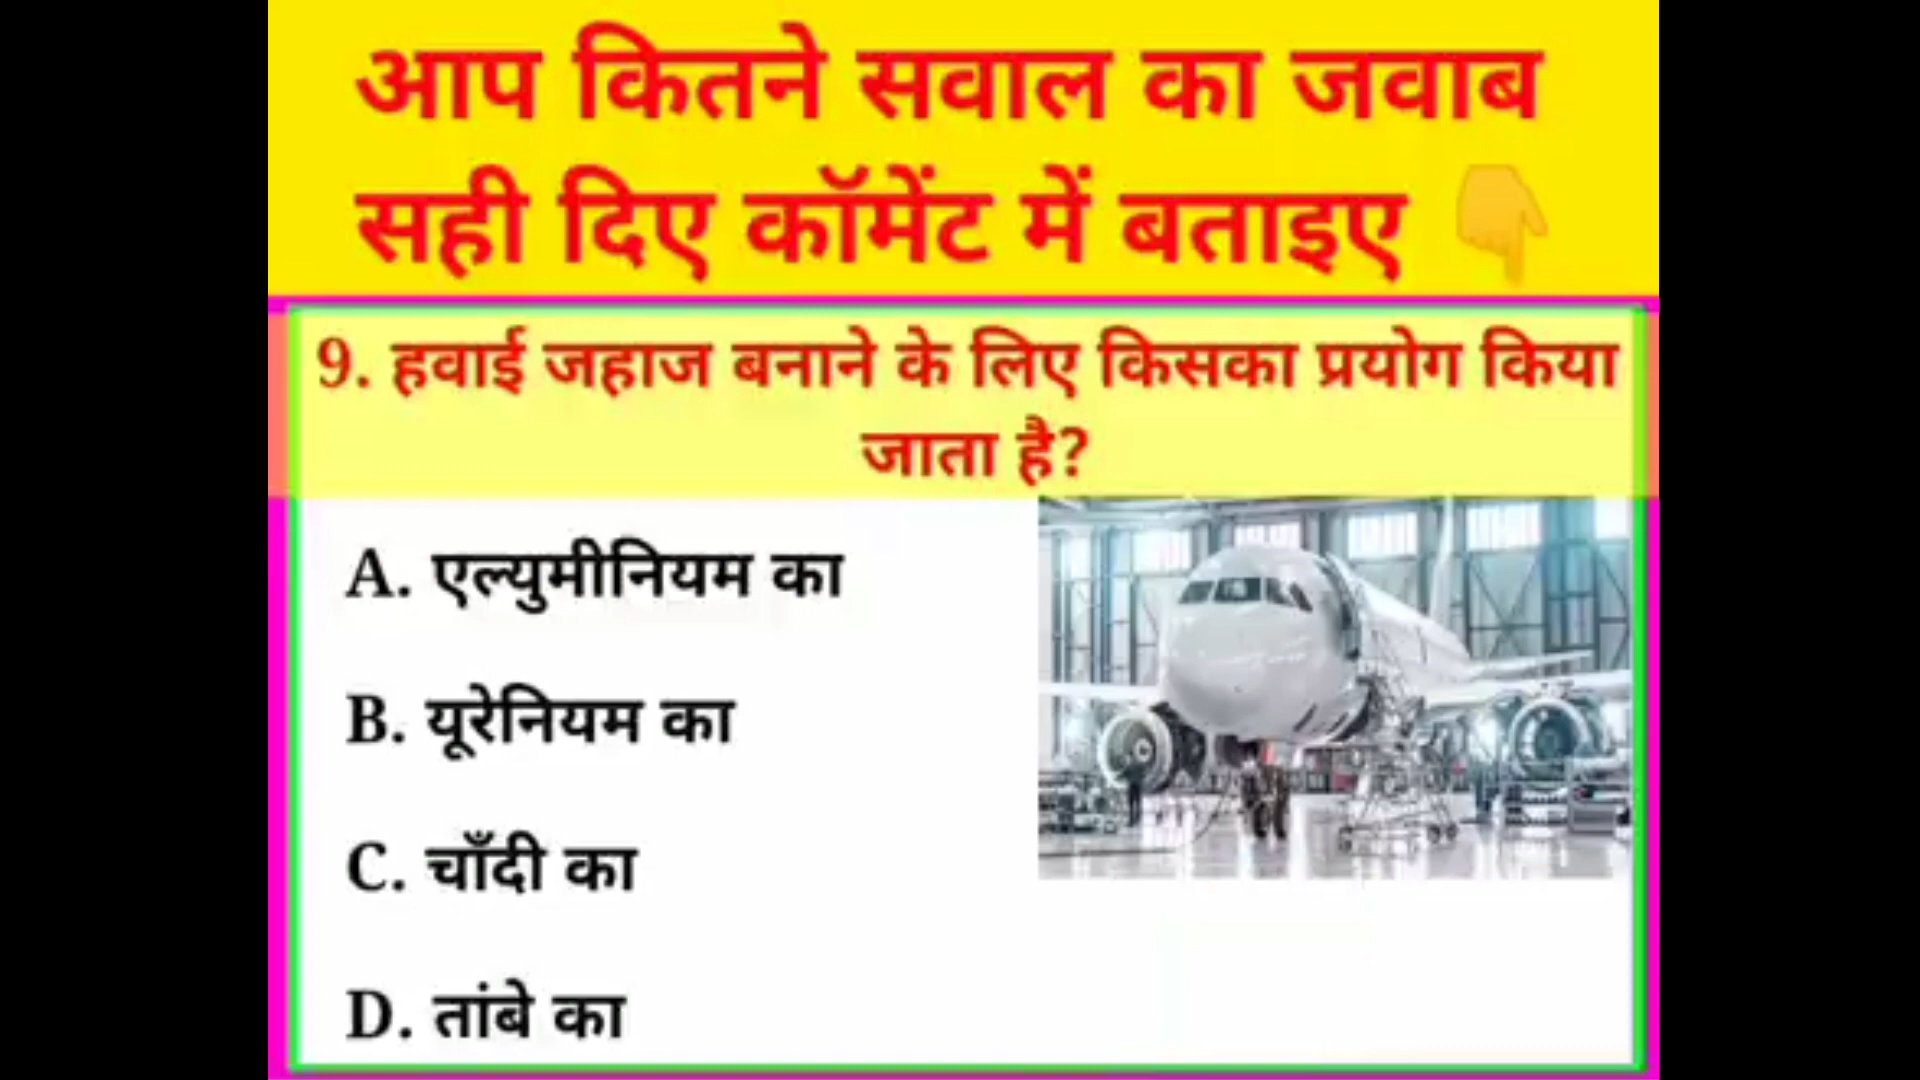 आप कितने सवाल का जवाब
सही दिए कॉमेंट में बताइए 👇
9. हवाई जहाज बनाने के लिए किसका प्रयोग किया
जाता है?
A. एल्युमीनियम का
B. यूरेनियम का
C. चाँदी का
D. तांबे का